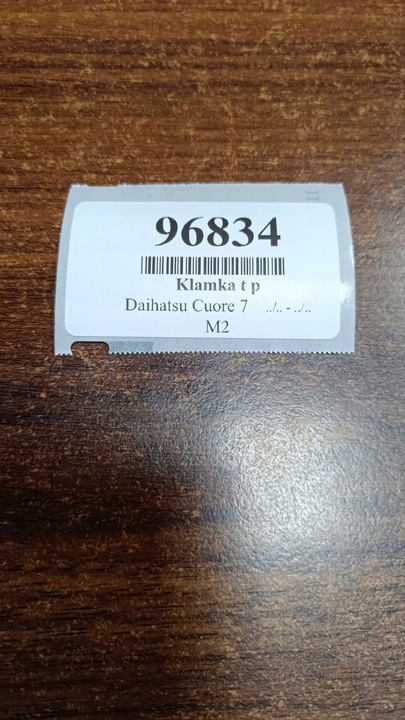 96834
Klamka t p
Daihatsu Cuore 7 ../.. - ../..
M2